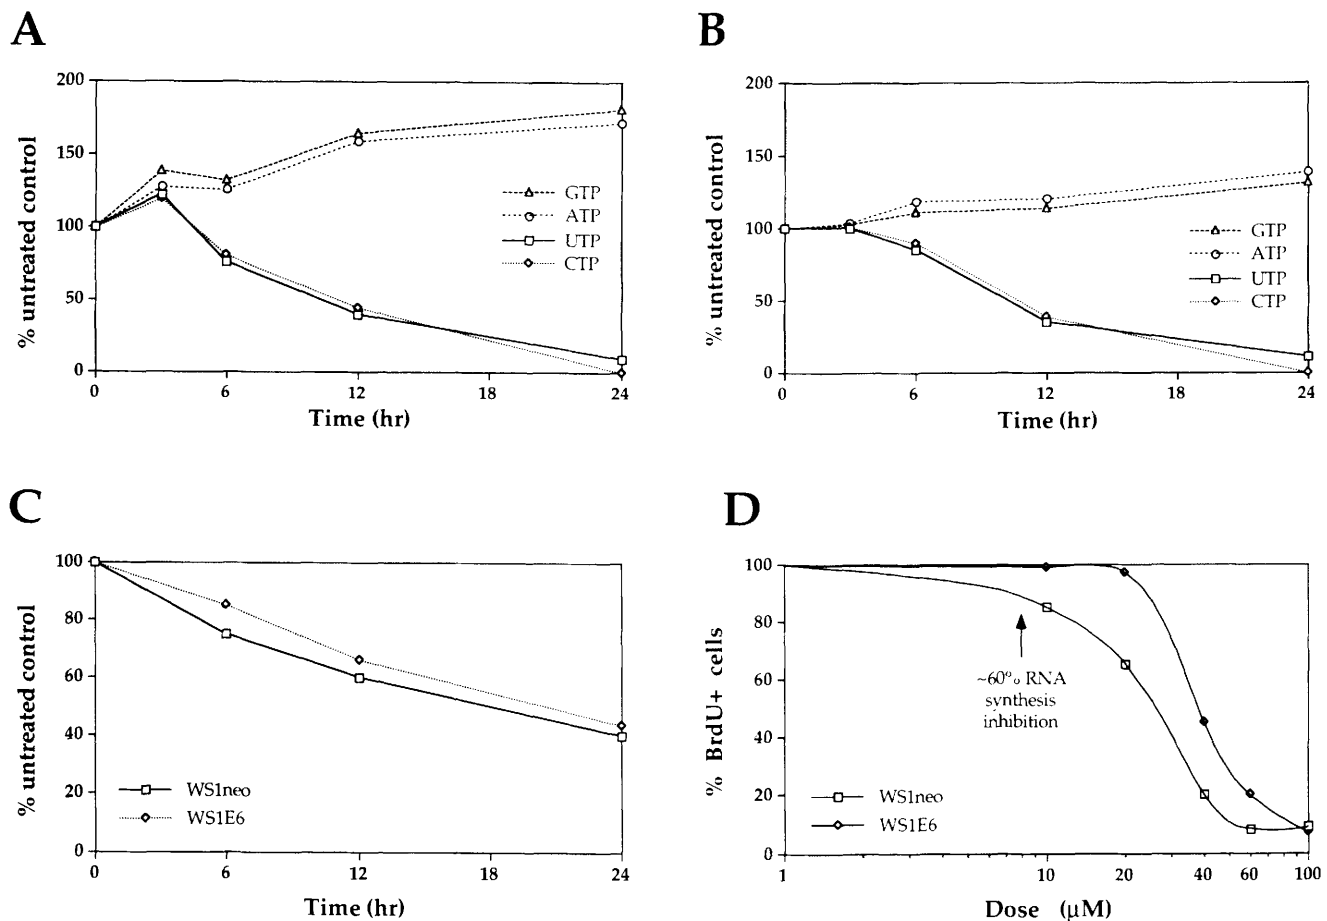 A
% untreated control
200
150
100
50
0
0 6 12 18 24
Time (hr)
GTP
ATP
UTP
CTP
B
% untreated control
200
150
100
50
0
0 6 12 18 24
Time (hr)
GTP
ATP
UTP
CTP
C
% untreated control
100
80
60
40
20
0
0 6 12 18 24
Time (hr)
WS1neo
WS1E6
D
% BrdU+ cells
100
80
60
40
20
0
1 10 20 40 60 100
Dose (μM)
~60% RNA
synthesis
inhibition
WS1neo
WS1E6